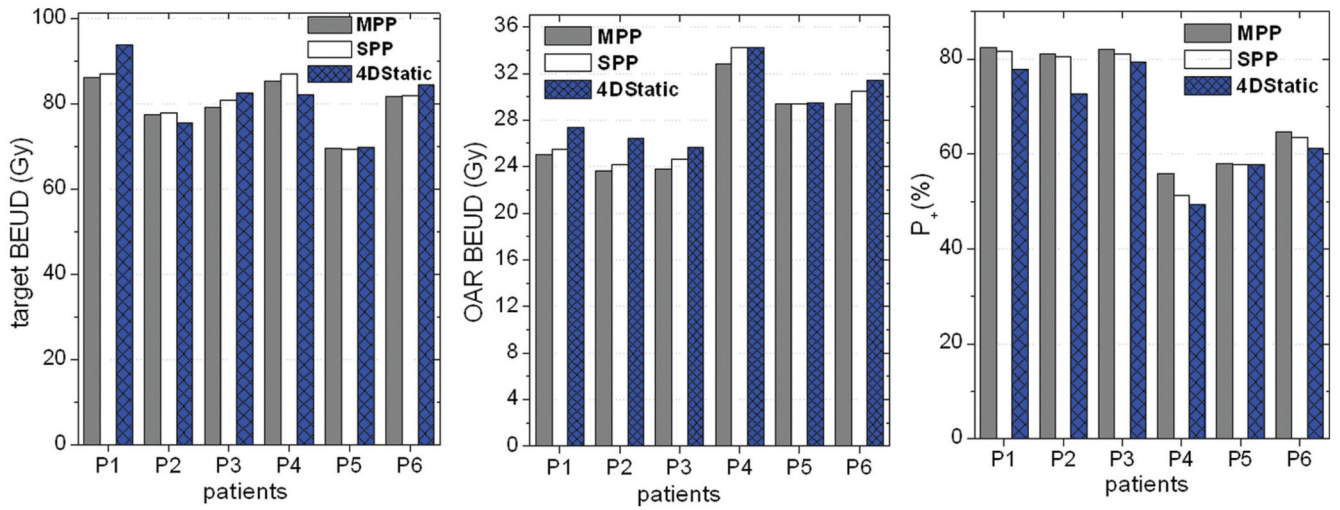 100
80
60
40
20
0
target BEUD (Gy)
MPP
SPP
4DStatic
P1 P2 P3 P4 P5 P6
patients
36
32
28
24
20
16
12
8
4
0
OAR BEUD (Gy)
MPP
SPP
4DStatic
P1 P2 P3 P4 P5 P6
patients
80
60
40
20
0
P+(%)
MPP
SPP
4DStatic
P1 P2 P3 P4 P5 P6
patients